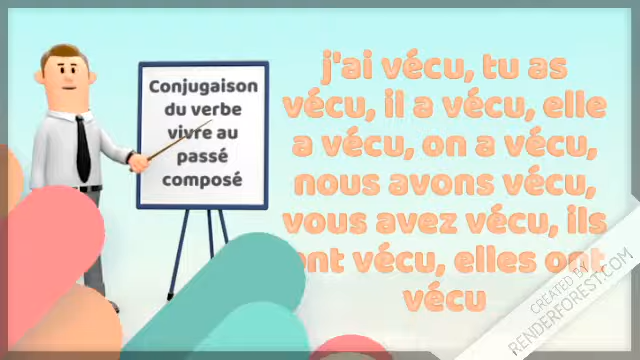 Conjugaison
du verbe
vivre au
passé
composé
j'ai vécu, tu as
vécu, il a vécu, elle
a vécu, on a vécu,
nous avons vécu,
vous avez vécu, ils
ont vécu, elles ont
vécu
CREATED BY
RENDERFOREST.COM